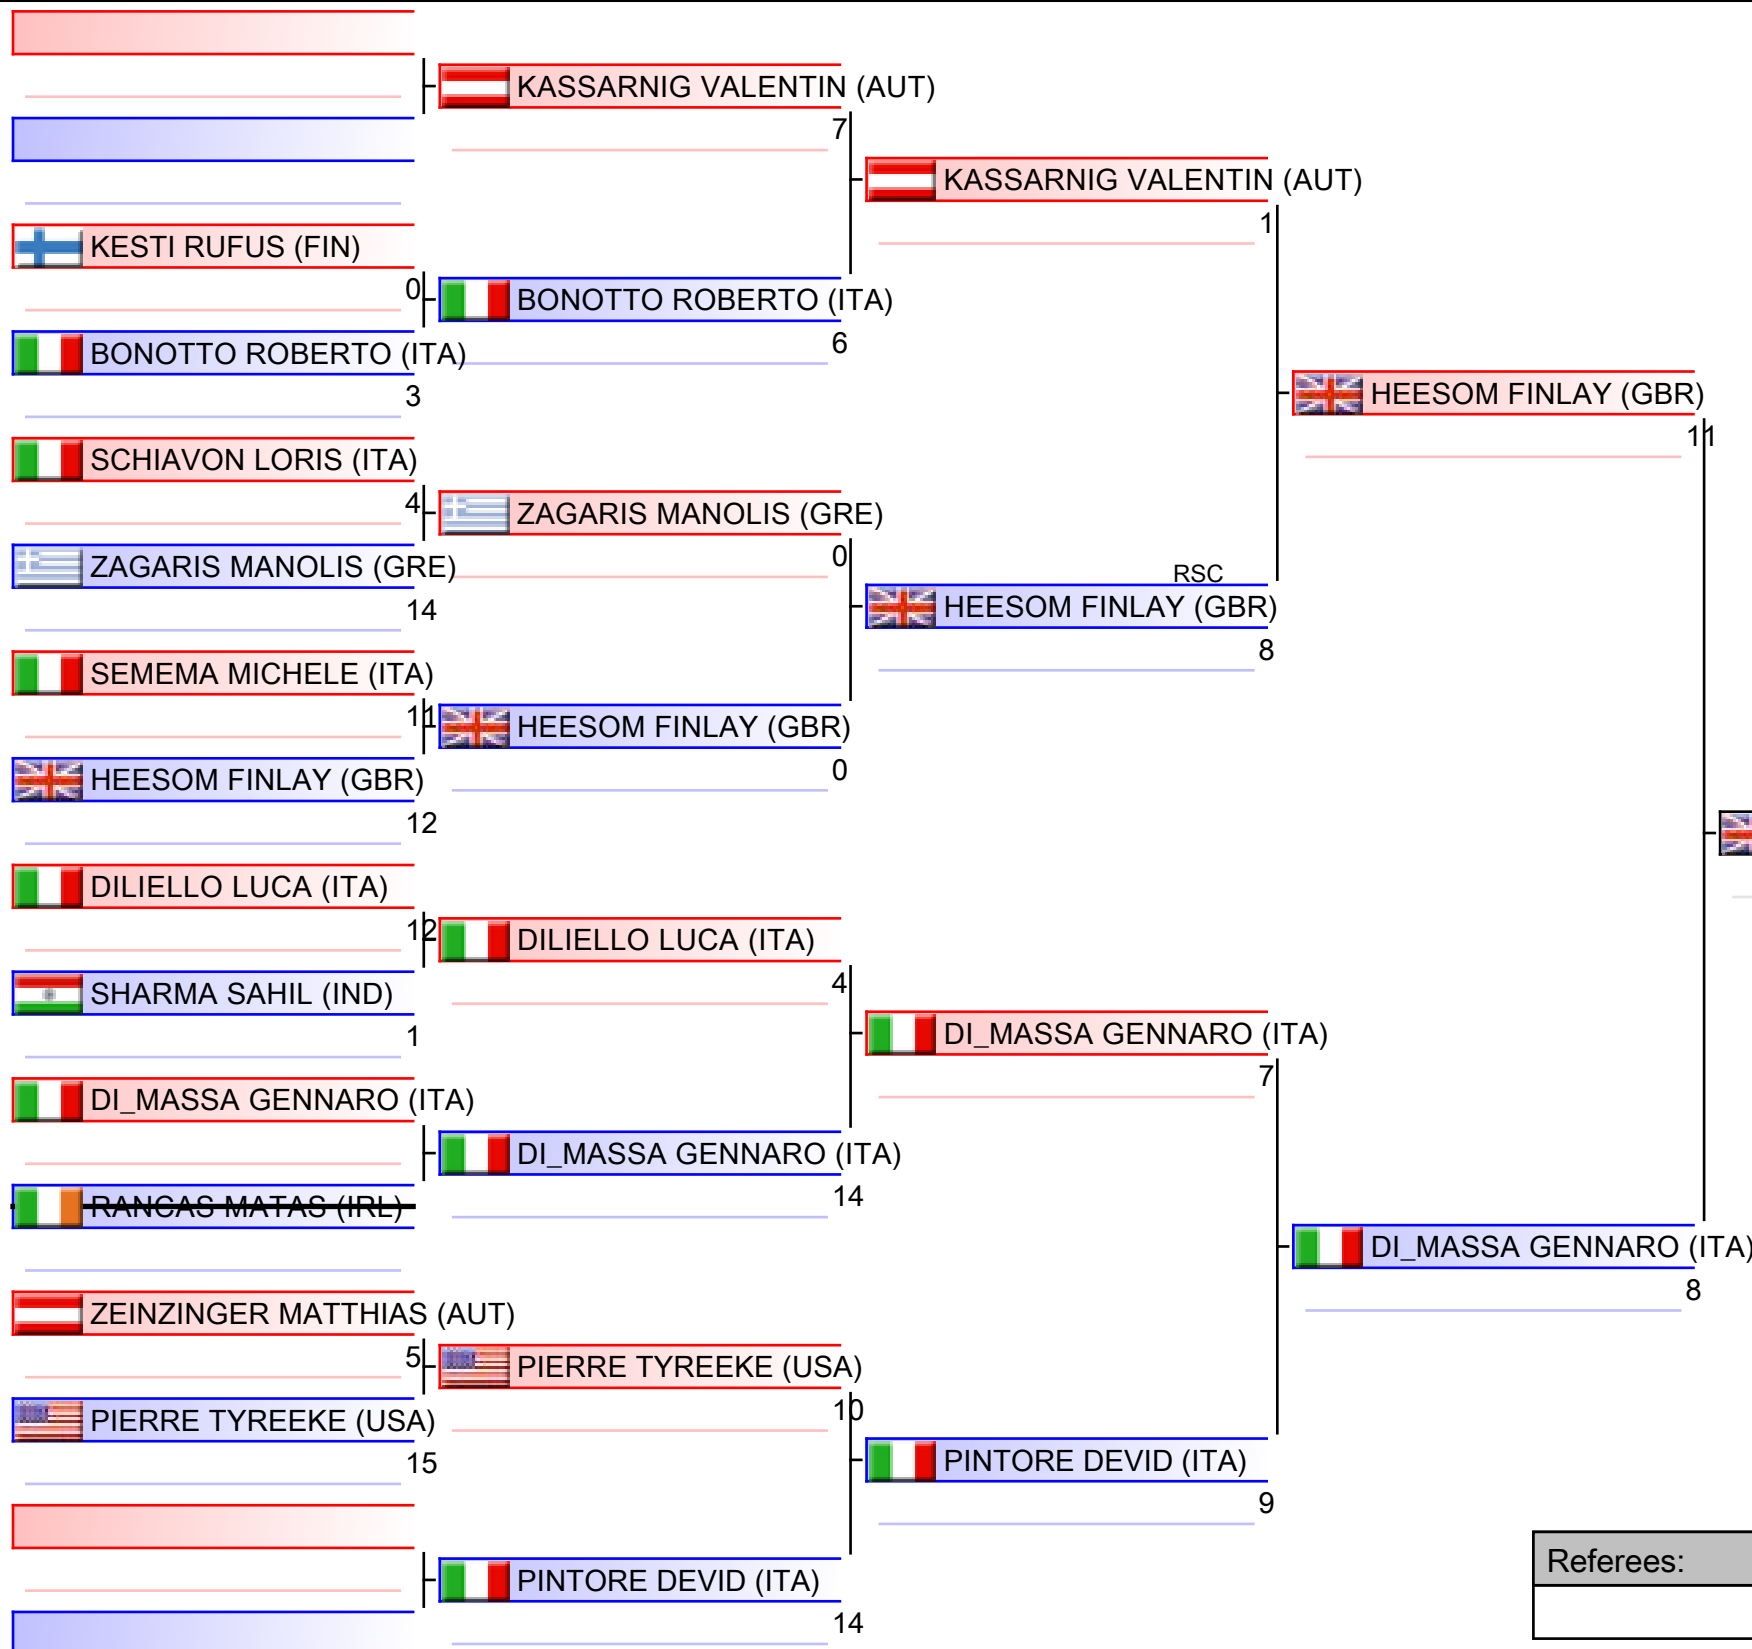 KASSARNIG VALENTIN (AUT)
7
KASSARNIG VALENTIN (AUT)
1
KESTI RUFUS (FIN)
0
BONOTTO ROBERTO (ITA)
6
BONOTTO ROBERTO (ITA)
3
HEESOM FINLAY (GBR)
11
SCHIAVON LORIS (ITA)
4
ZAGARIS MANOLIS (GRE)
0
ZAGARIS MANOLIS (GRE)
14
RSC
HEESOM FINLAY (GBR)
8
SEMEMA MICHELE (ITA)
11
HEESOM FINLAY (GBR)
0
HEESOM FINLAY (GBR)
12
DILIELLO LUCA (ITA)
12
DILIELLO LUCA (ITA)
4
SHARMA SAHIL (IND)
1
DI_MASSA GENNARO (ITA)
7
DI_MASSA GENNARO (ITA)
DI_MASSA GENNARO (ITA)
14
RANCAS MATAS (IRL)
DI_MASSA GENNARO (ITA)
8
ZEINZINGER MATTHIAS (AUT)
5
PIERRE TYREEKE (USA)
10
PIERRE TYREEKE (USA)
15
PINTORE DEVID (ITA)
9
PINTORE DEVID (ITA)
14
Referees: